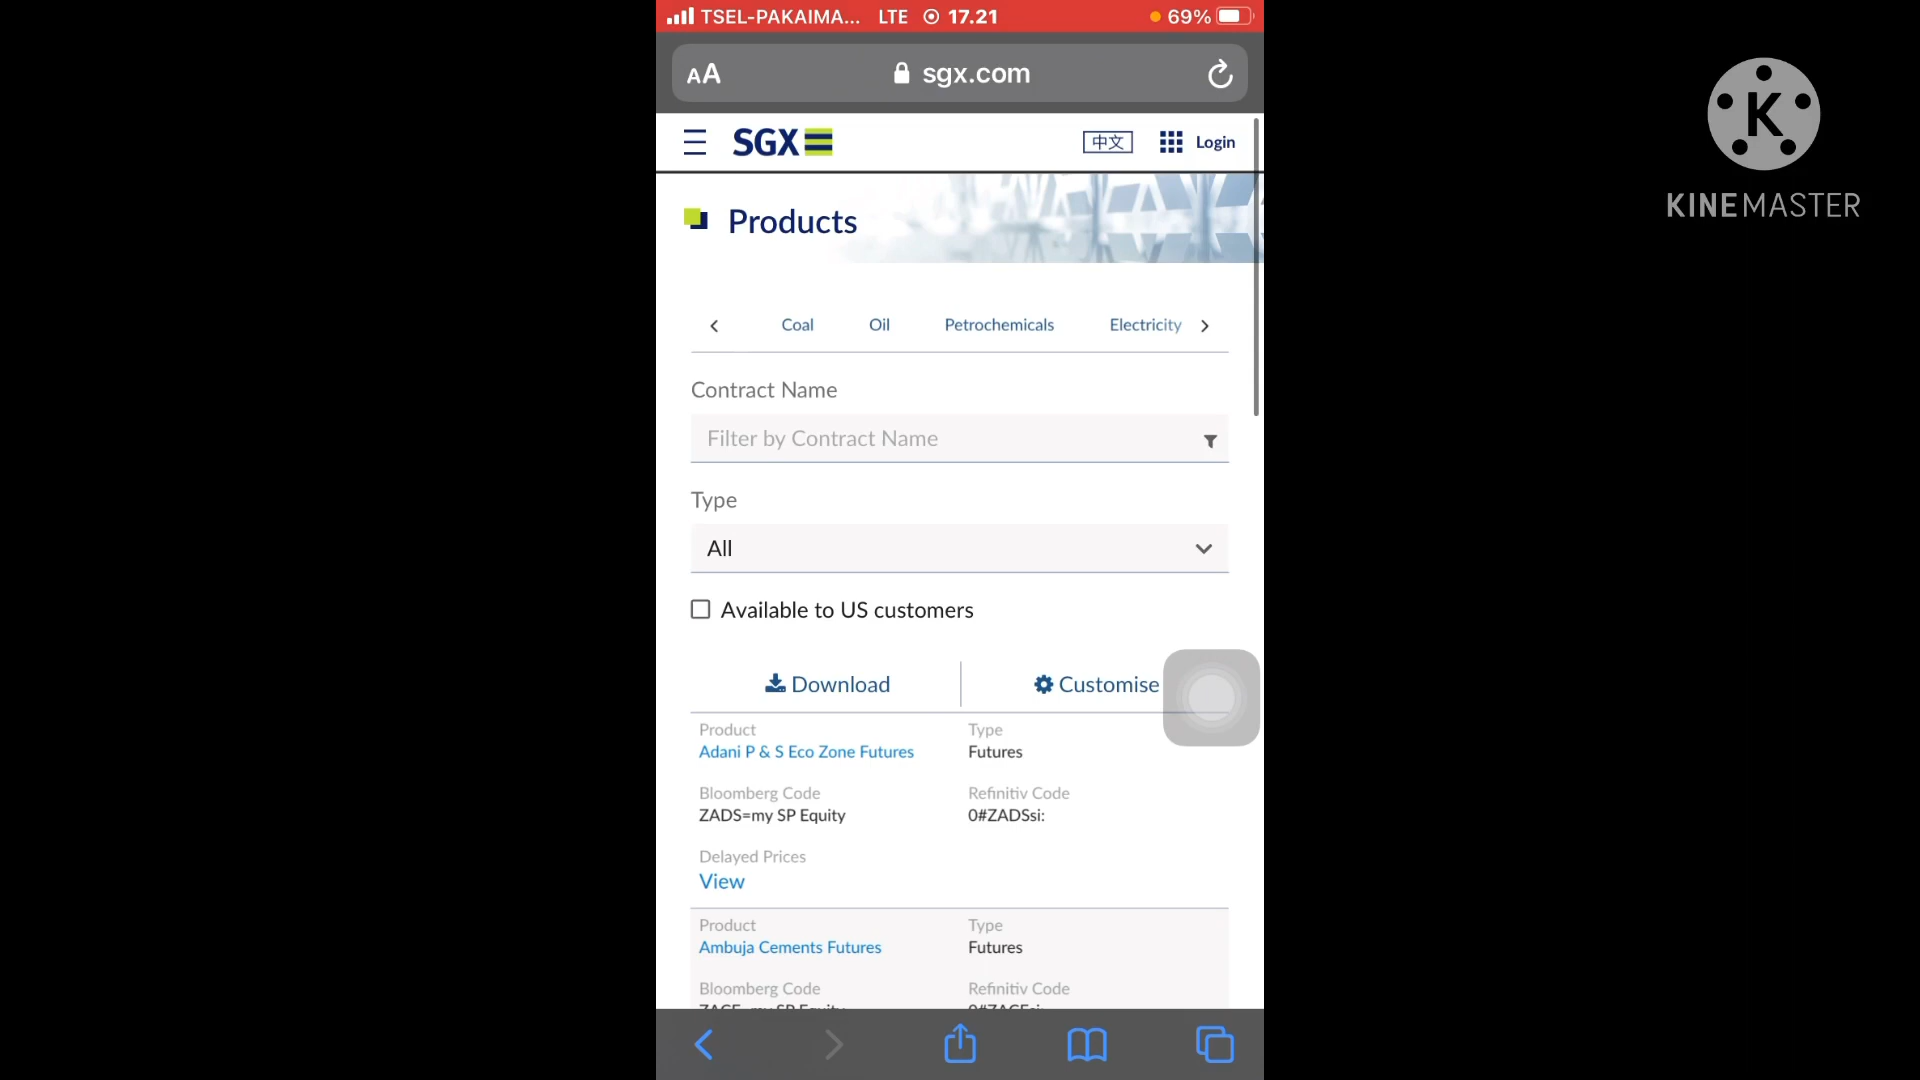 TSEL-PAKAIMA... LTE 17.21 69%
AA sgx.com
SGX 中文 Login
KINEMASTER
Products
Coal Oil Petrochemicals Electricity
Contract Name
Filter by Contract Name
Type
All
Available to US customers
Download Customise
Product Type
Adani P & S Eco Zone Futures Futures
Bloomberg Code Refinitiv Code
ZADS=my SP Equity 0#ZADSsi:
Delayed Prices
View
Product Type
Ambuja Cements Futures Futures
Bloomberg Code Refinitiv Code